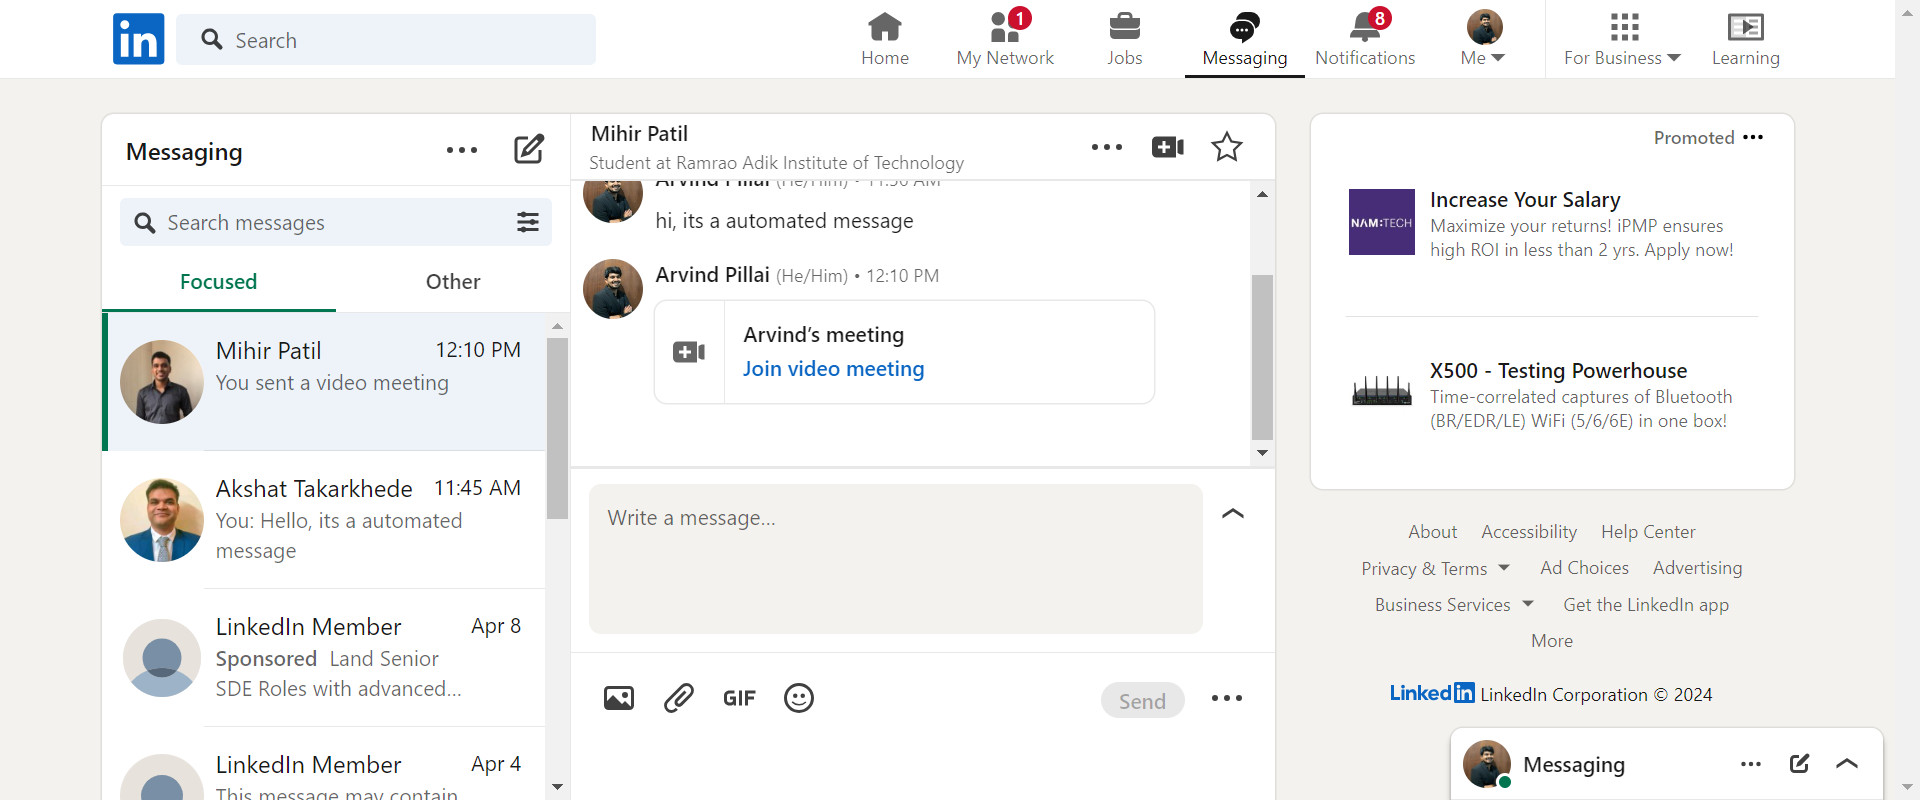 in
Search
Home
1
My Network
Jobs
Messaging
8
Notifications
Me
For Business
Learning
Messaging
Search messages
Focused
Other
Mihir Patil 12:10 PM
You sent a video meeting
Akshat Takarkhede 11:45 AM
You: Hello, its a automated
message
LinkedIn Member Apr 8
Sponsored Land Senior
SDE Roles with advanced...
LinkedIn Member Apr 4
This message may contain
Mihir Patil
Student at Ramrao Adik Institute of Technology
Arvind Pillai (He/Him) • 11:30 AM
hi, its a automated message
Arvind Pillai (He/Him) • 12:10 PM
Arvind's meeting
Join video meeting
Write a message...
GIF
Send
Promoted
NAM:TECH
Increase Your Salary
Maximize your returns! iPMP ensures
high ROI in less than 2 yrs. Apply now!
X500 - Testing Powerhouse
Time-correlated captures of Bluetooth
(BR/EDR/LE) WiFi (5/6/6E) in one box!
About Accessibility Help Center
Privacy & Terms Ad Choices Advertising
Business Services Get the LinkedIn app
More
LinkedIn LinkedIn Corporation © 2024
Messaging